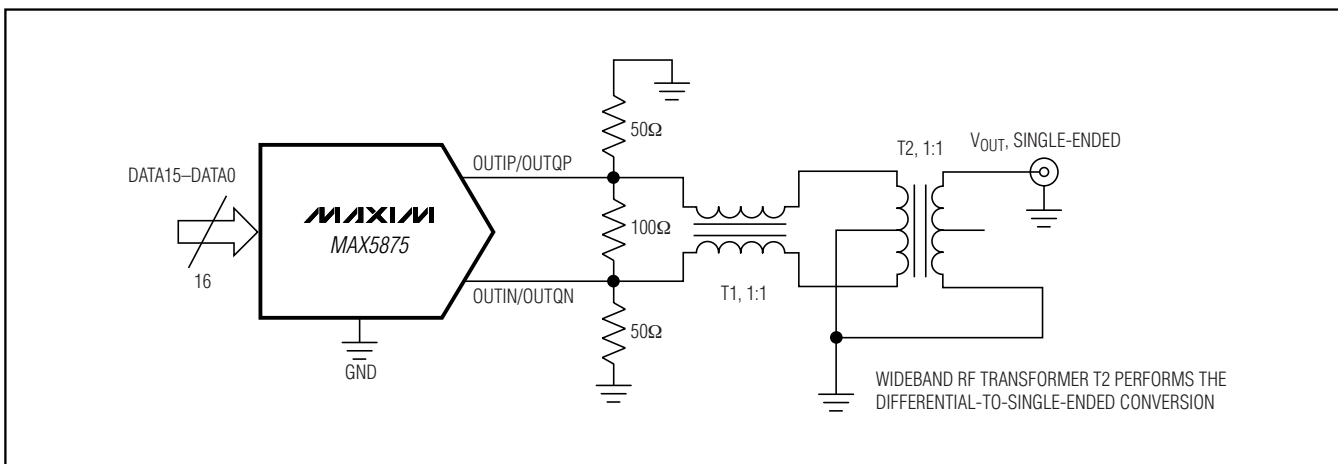 50Ω
T2, 1:1
V_OUT, SINGLE-ENDED
OUTIP/OUTQP
DATA15–DATA0
MAXIM
MAX5875
100Ω
16
OUTIN/OUTQN
T1, 1:1
50Ω
GND
WIDEBAND RF TRANSFORMER T2 PERFORMS THE
DIFFERENTIAL-TO-SINGLE-ENDED CONVERSION